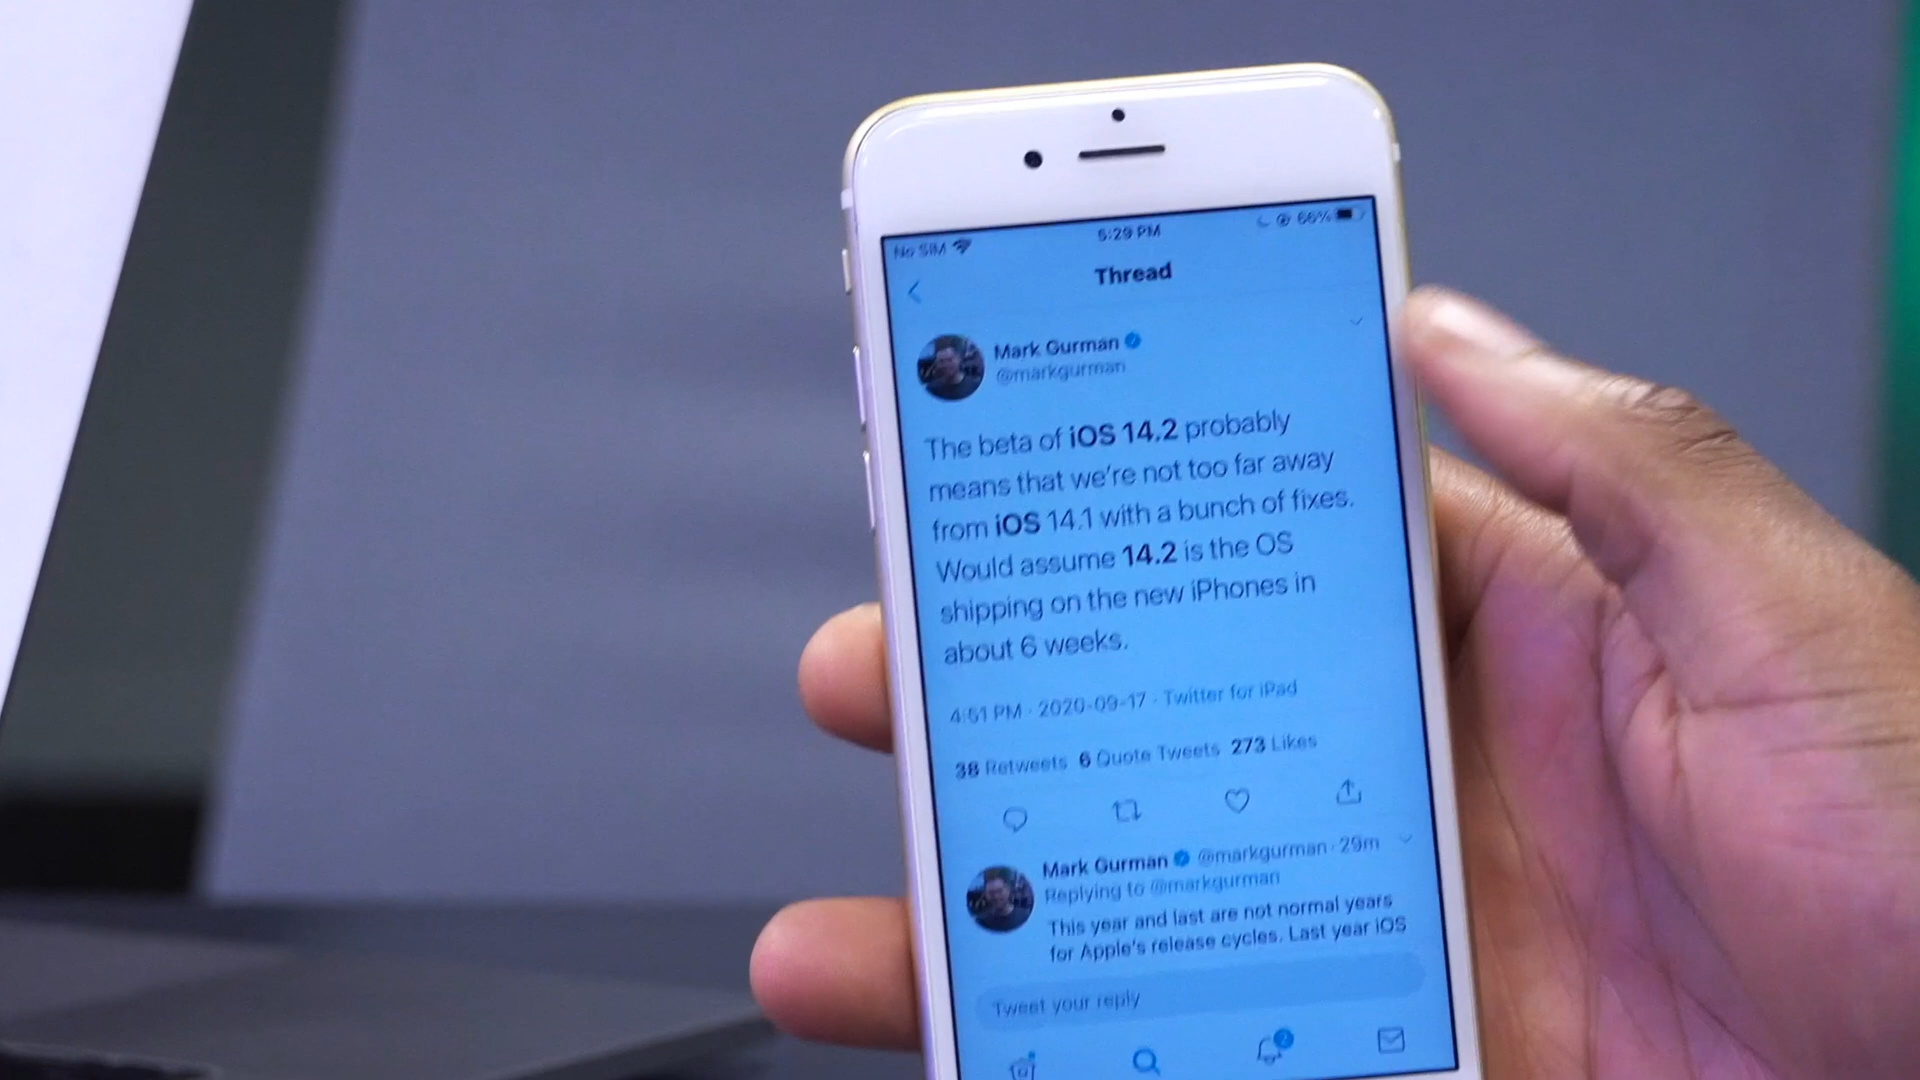 No SIM
5:29 PM
66%
Thread
Mark Gurman
@markgurman
The beta of iOS 14.2 probably
means that we're not too far away
from iOS 14.1 with a bunch of fixes.
Would assume 14.2 is the OS
shipping on the new iPhones in
about 6 weeks.
4:51 PM · 2020-09-17 · Twitter for iPad
38 Retweets 6 Quote Tweets 273 Likes
Mark Gurman @markgurman · 29m
Replying to @markgurman
This year and last are not normal years
for Apple's release cycles. Last year iOS
Tweet your reply